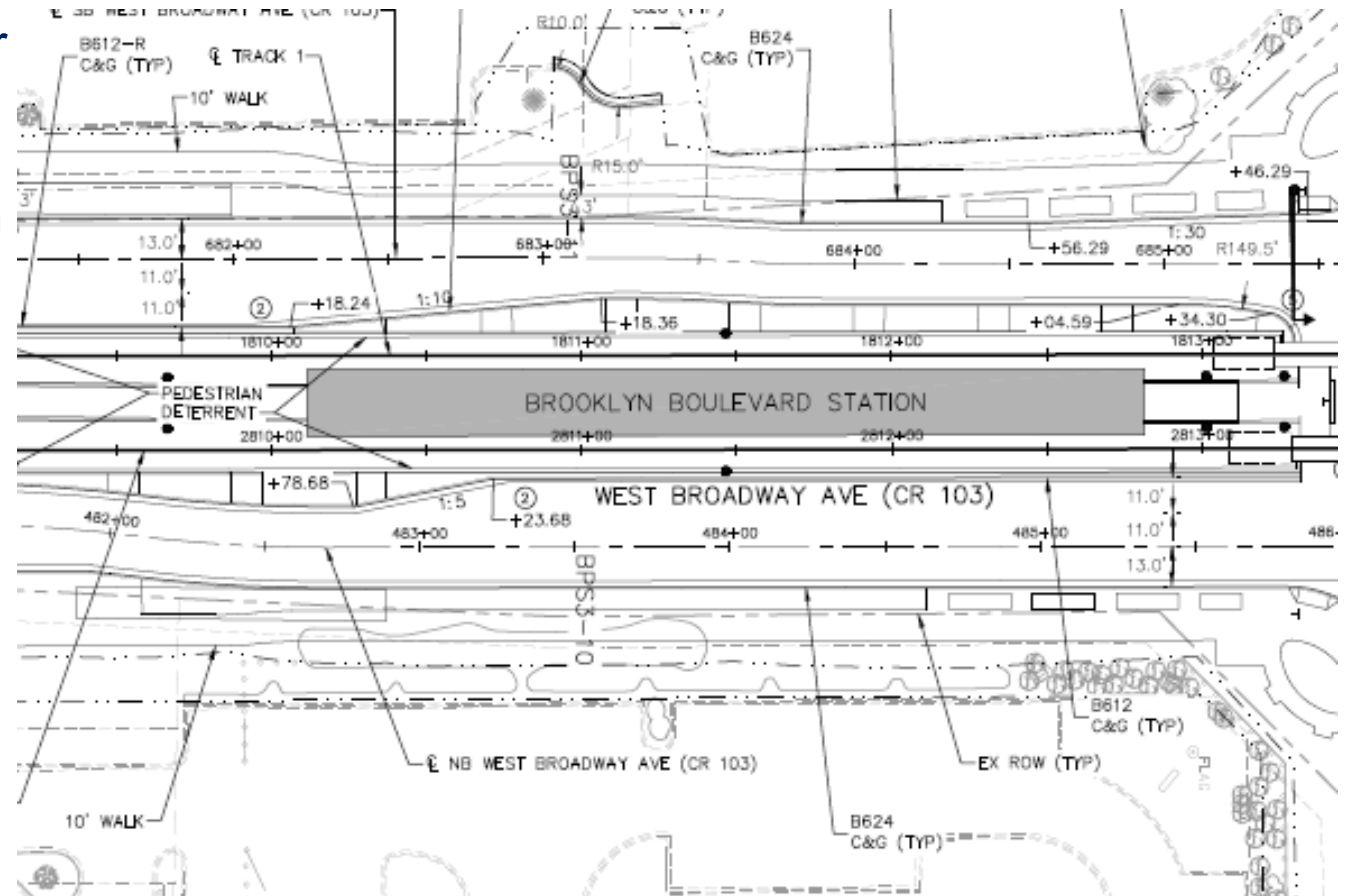 ℄ SB WEST BROADWAY AVE (CR 103)
C&G (TYP)
r
B612-R
C&G (TYP)
℄ TRACK 1
R10.0'
B624
C&G (TYP)
10' WALK
BPS3-
R15.0'
+46.29
3'
3'
13.0'
682+00
683+00
684+00
+56.29
685+00
1:30
R149.5'
11.0'
11.0'
②
+18.24
1:10
+18.36
+04.59
+34.30
1810+00
1811+00
1812+00
1813+00
PEDESTRIAN
DETERRENT
BROOKLYN BOULEVARD STATION
2810+00
2811+00
2812+00
2813+00
+78.68
1:5
②
+23.68
WEST BROADWAY AVE (CR 103)
11.0'
11.0'
13.0'
482+00
483+00
484+00
485+00
486+
BPS3-10
B612
C&G (TYP)
℄ NB WEST BROADWAY AVE (CR 103)
EX ROW (TYP)
FLAG
10' WALK
B624
C&G (TYP)